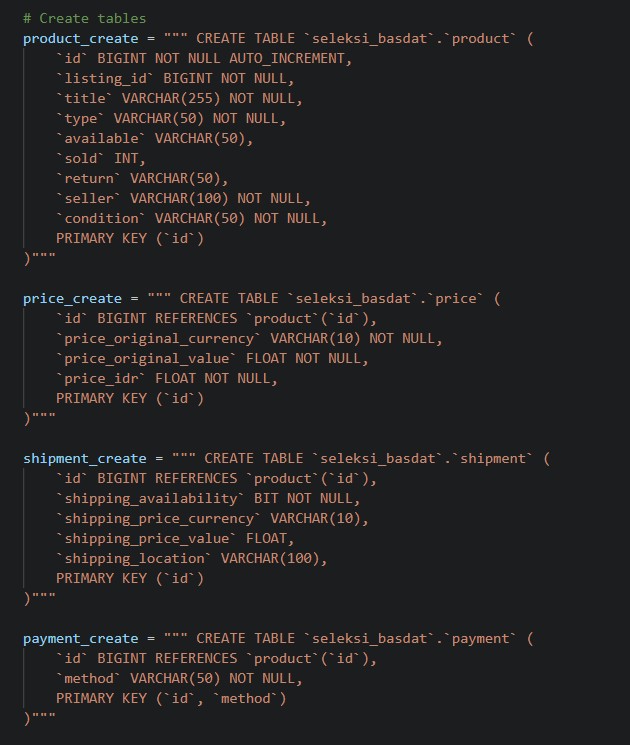 # Create tables
product_create = """ CREATE TABLE `seleksi_basdat`.`product` (
    `id` BIGINT NOT NULL AUTO_INCREMENT,
    `listing_id` BIGINT NOT NULL,
    `title` VARCHAR(255) NOT NULL,
    `type` VARCHAR(50) NOT NULL,
    `available` VARCHAR(50),
    `sold` INT,
    `return` VARCHAR(50),
    `seller` VARCHAR(100) NOT NULL,
    `condition` VARCHAR(50) NOT NULL,
    PRIMARY KEY (`id`)
)"""
price_create = """ CREATE TABLE `seleksi_basdat`.`price` (
    `id` BIGINT REFERENCES `product`(`id`),
    `price_original_currency` VARCHAR(10) NOT NULL,
    `price_original_value` FLOAT NOT NULL,
    `price_idr` FLOAT NOT NULL,
    PRIMARY KEY (`id`)
)"""
shipment_create = """ CREATE TABLE `seleksi_basdat`.`shipment` (
    `id` BIGINT REFERENCES `product`(`id`),
    `shipping_availability` BIT NOT NULL,
    `shipping_price_currency` VARCHAR(10),
    `shipping_price_value` FLOAT,
    `shipping_location` VARCHAR(100),
    PRIMARY KEY (`id`)
)"""
payment_create = """ CREATE TABLE `seleksi_basdat`.`payment` (
    `id` BIGINT REFERENCES `product`(`id`),
    `method` VARCHAR(50) NOT NULL,
    PRIMARY KEY (`id`, `method`)
)"""